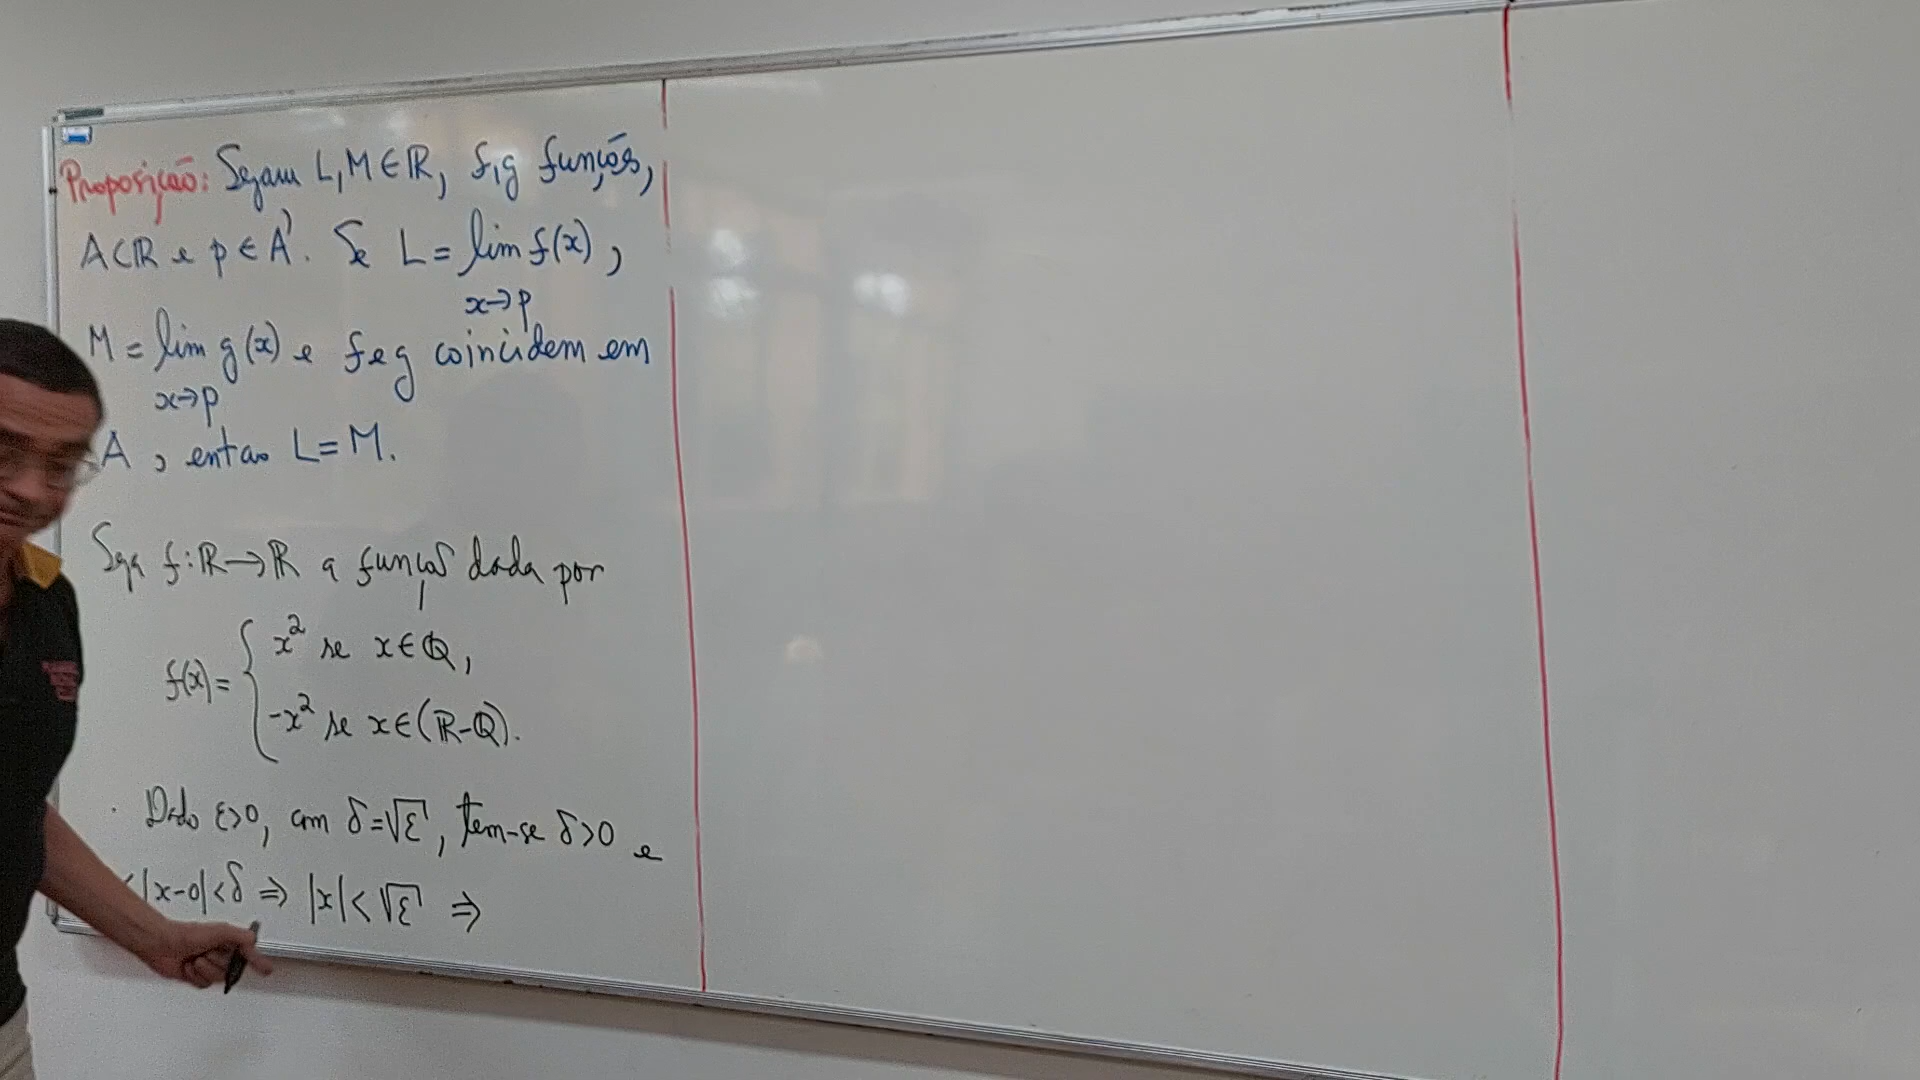 Proposição: Sejam L, M ∈ ℝ, f, g funções,
A ⊂ ℝ e p ∈ A'. Se L = lim f(x),
x→p
M = lim g(x) e f e g coincidem em
x→p
A, então L = M.
Seja f: ℝ → ℝ a função dada por
f(x) = { x² se x ∈ ℚ,
-x² se x ∈ (ℝ-ℚ).
· Dado ε>0, com δ=√ε, tem-se δ>0 e
<|x-0|<δ ⇒ |x|<√ε ⇒